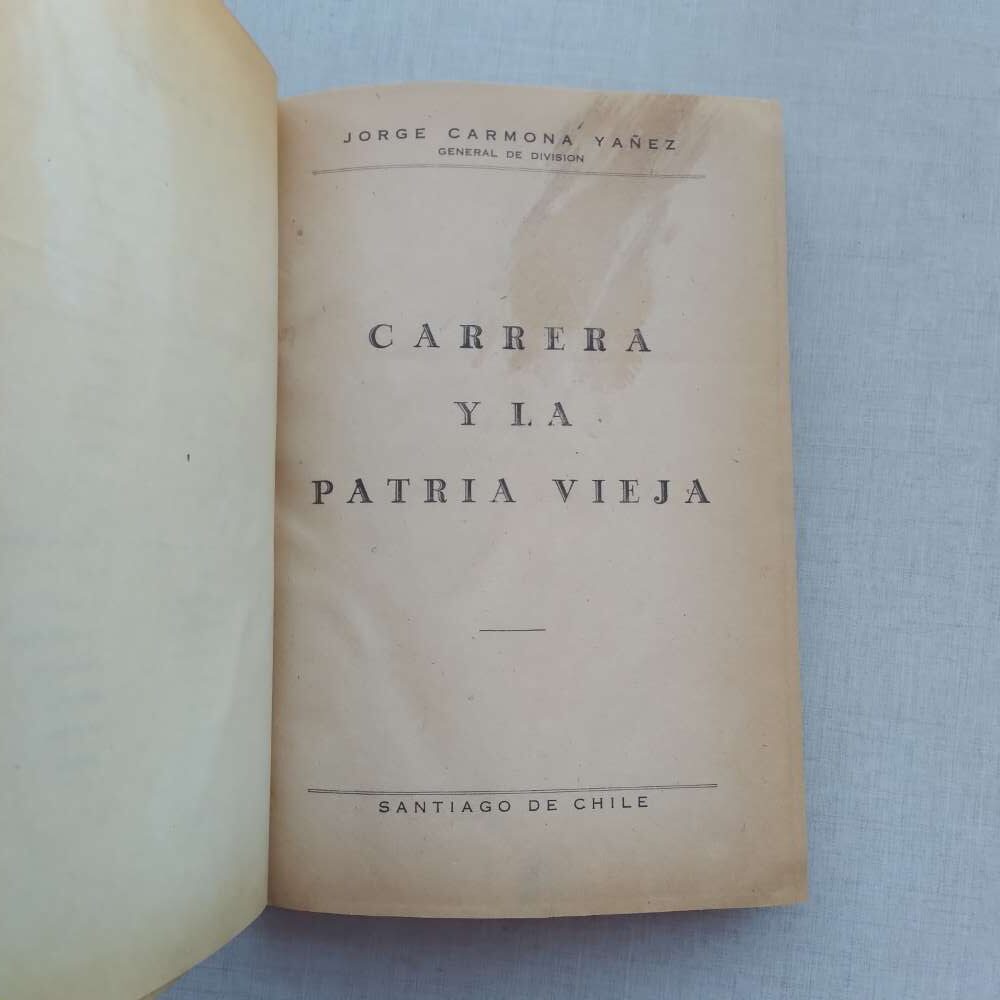 JORGE CARMONA YAÑEZ
GENERAL DE DIVISION
CARRERA
Y LA
PATRIA VIEJA
SANTIAGO DE CHILE